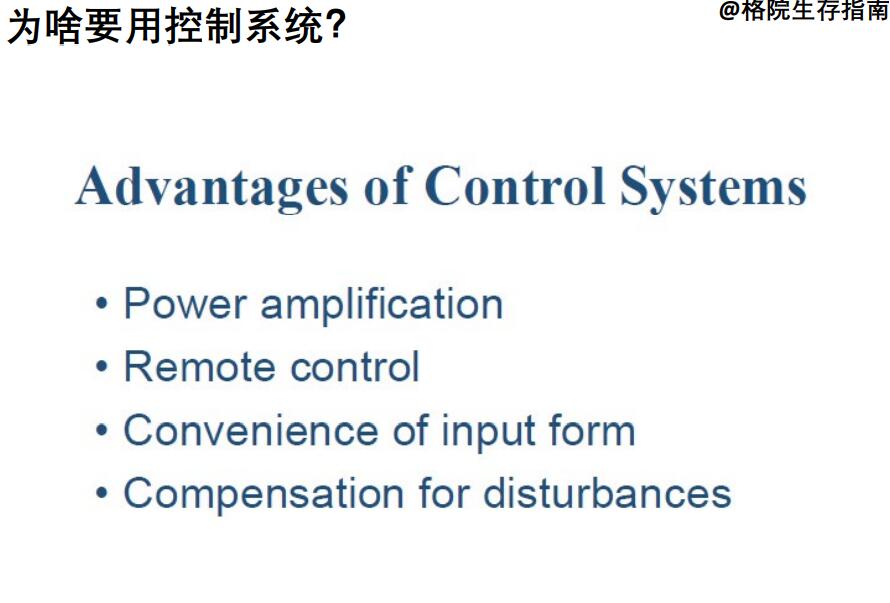 为啥要用控制系统?
@格院生存指南
Advantages of Control Systems
• Power amplification
• Remote control
• Convenience of input form
• Compensation for disturbances